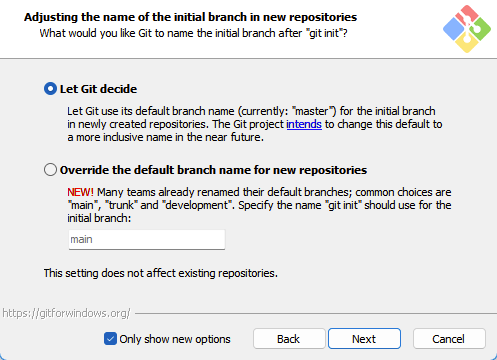 Adjusting the name of the initial branch in new repositories
What would you like Git to name the initial branch after "git init"?
Let Git decide
Let Git use its default branch name (currently: "master") for the initial branch
in newly created repositories. The Git project intends to change this default to
a more inclusive name in the near future.
Override the default branch name for new repositories
NEW! Many teams already renamed their default branches; common choices are
"main", "trunk" and "development". Specify the name "git init" should use for the
initial branch:
main
This setting does not affect existing repositories.
https://gitforwindows.org/
Only show new options
Back
Next
Cancel